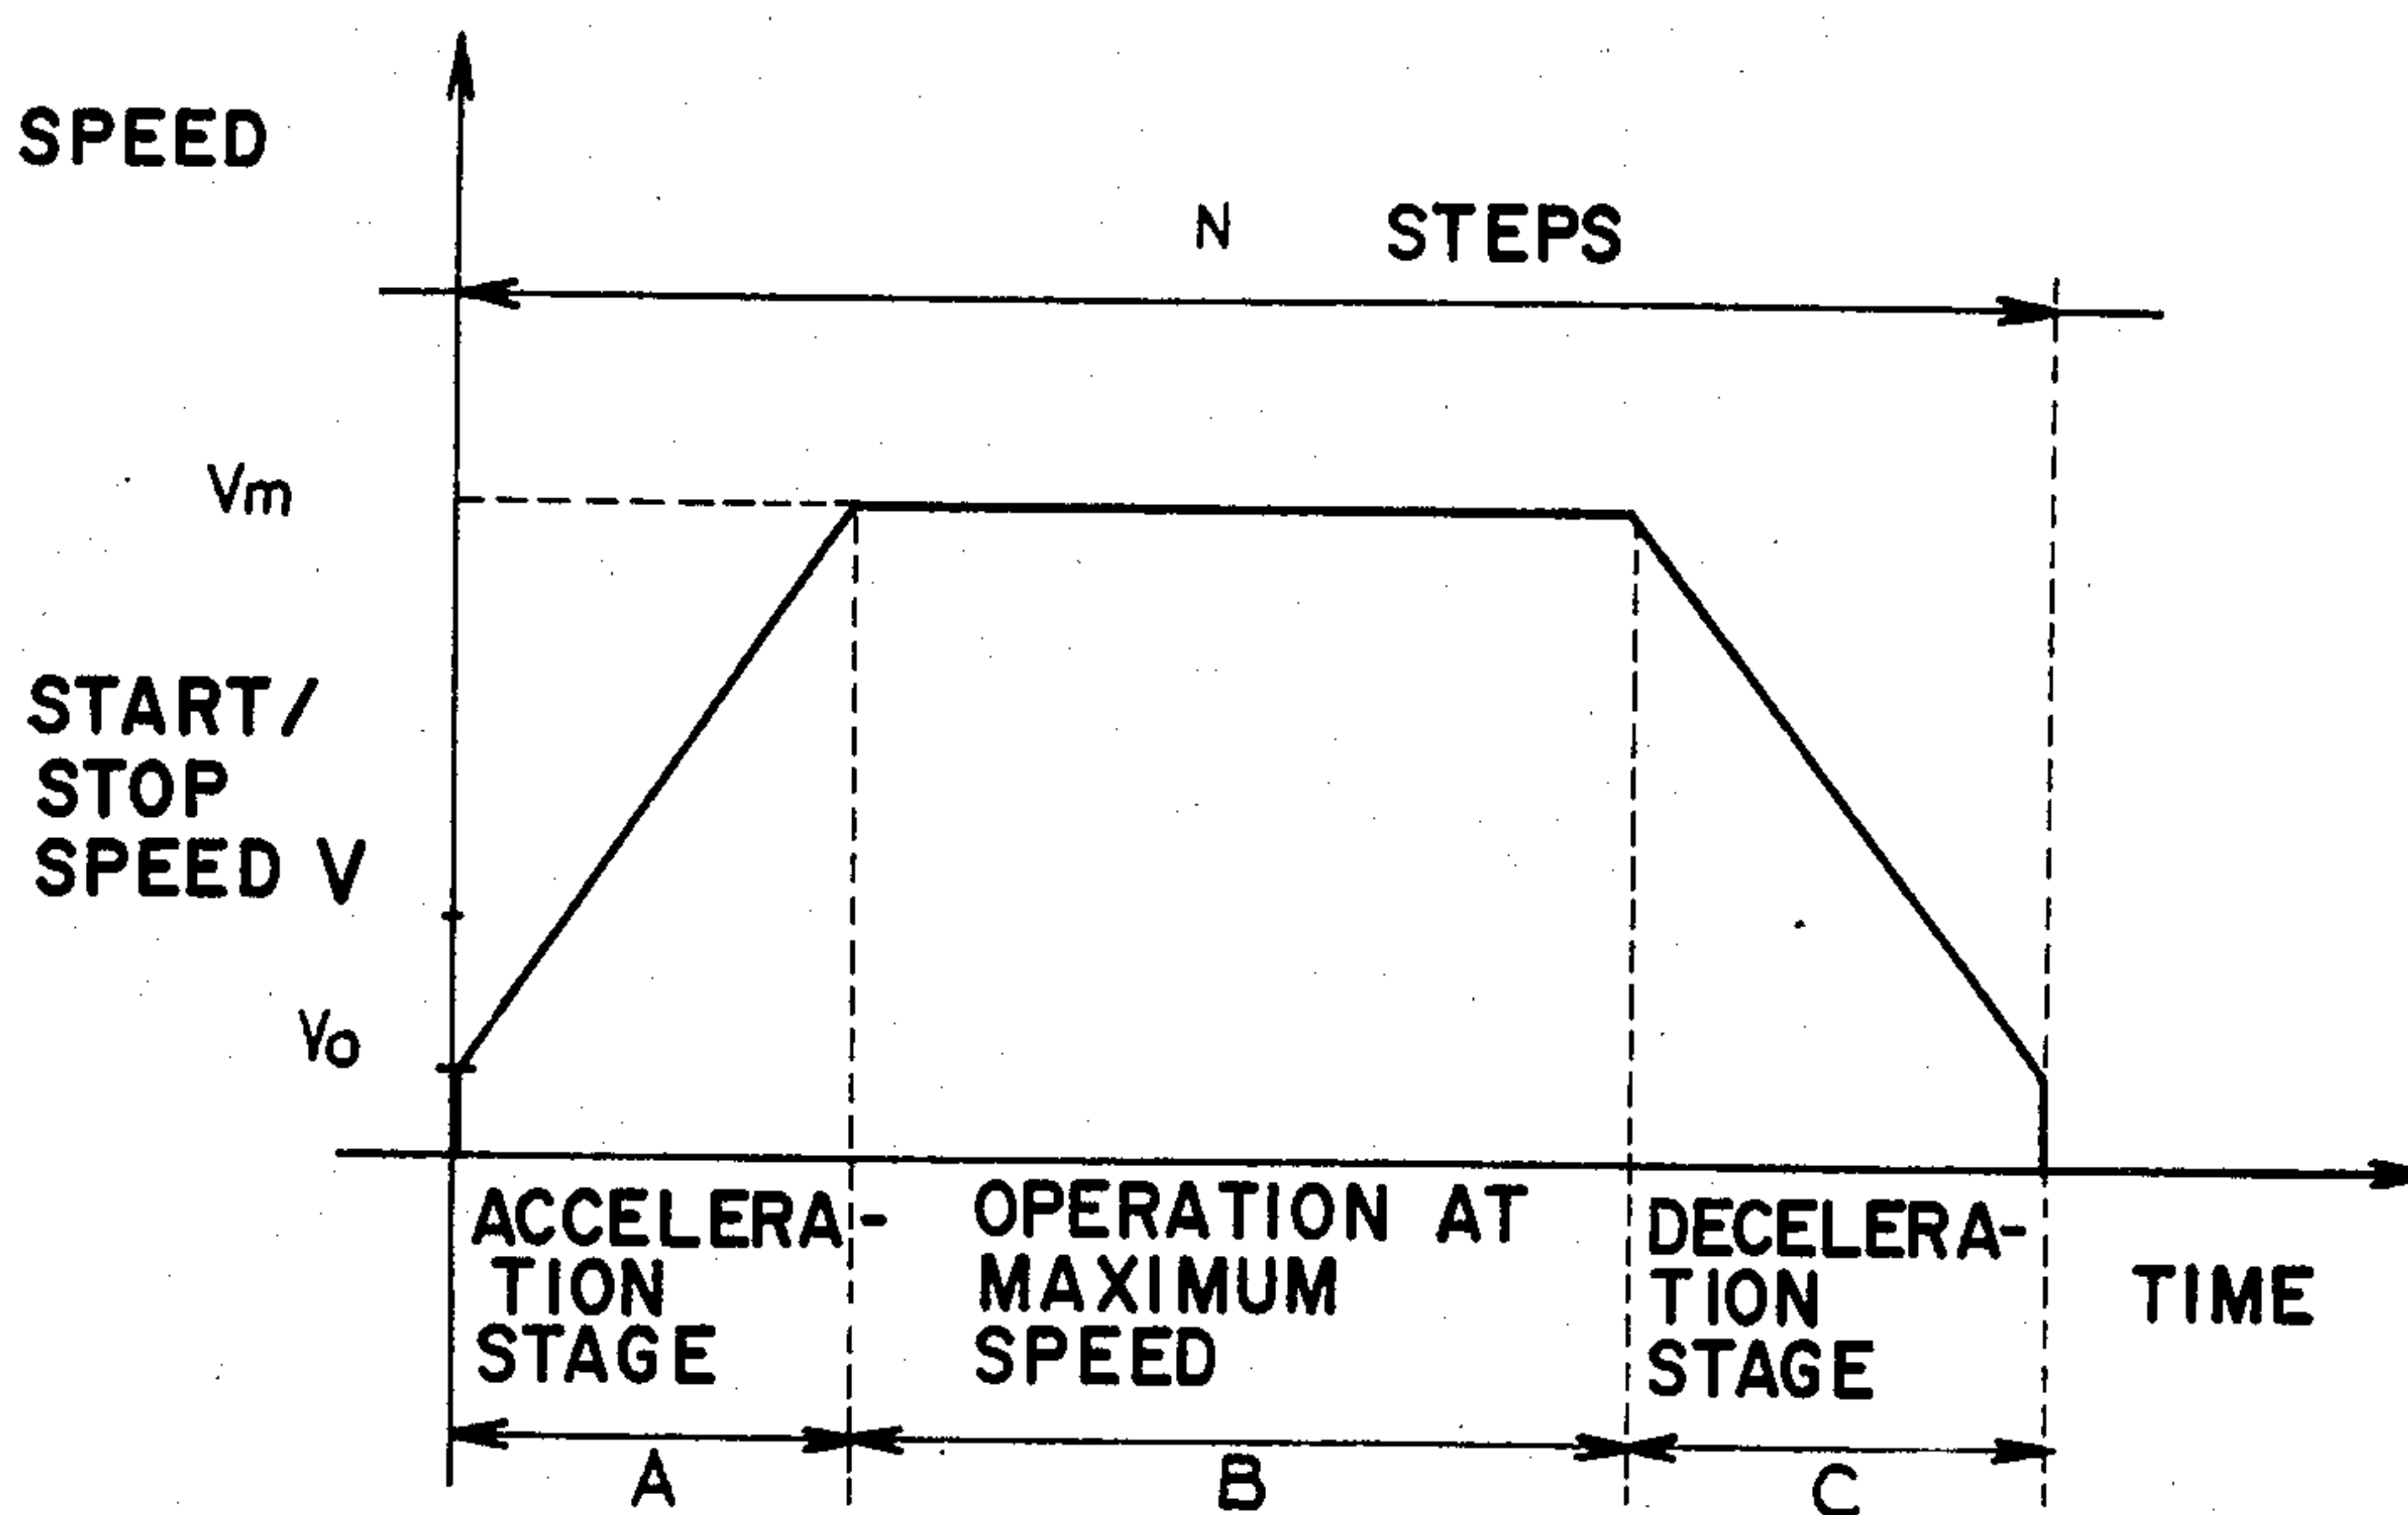 SPEED
N STEPS
Vm
START/
STOP
SPEED V
Vo
ACCELERA-
TION
STAGE
OPERATION AT
MAXIMUM
SPEED
DECELERA-
TION
STAGE
TIME
A
B
C